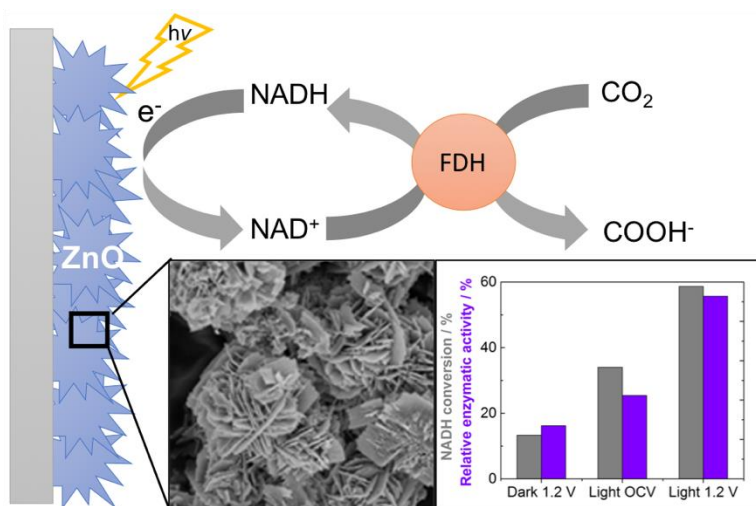 hν
e⁻
NADH
CO₂
FDH
NAD⁺
COOH⁻
ZnO
NADH conversion / %
Relative enzymatic activity / %
60
40
20
0
Dark 1.2 V
Light OCV
Light 1.2 V